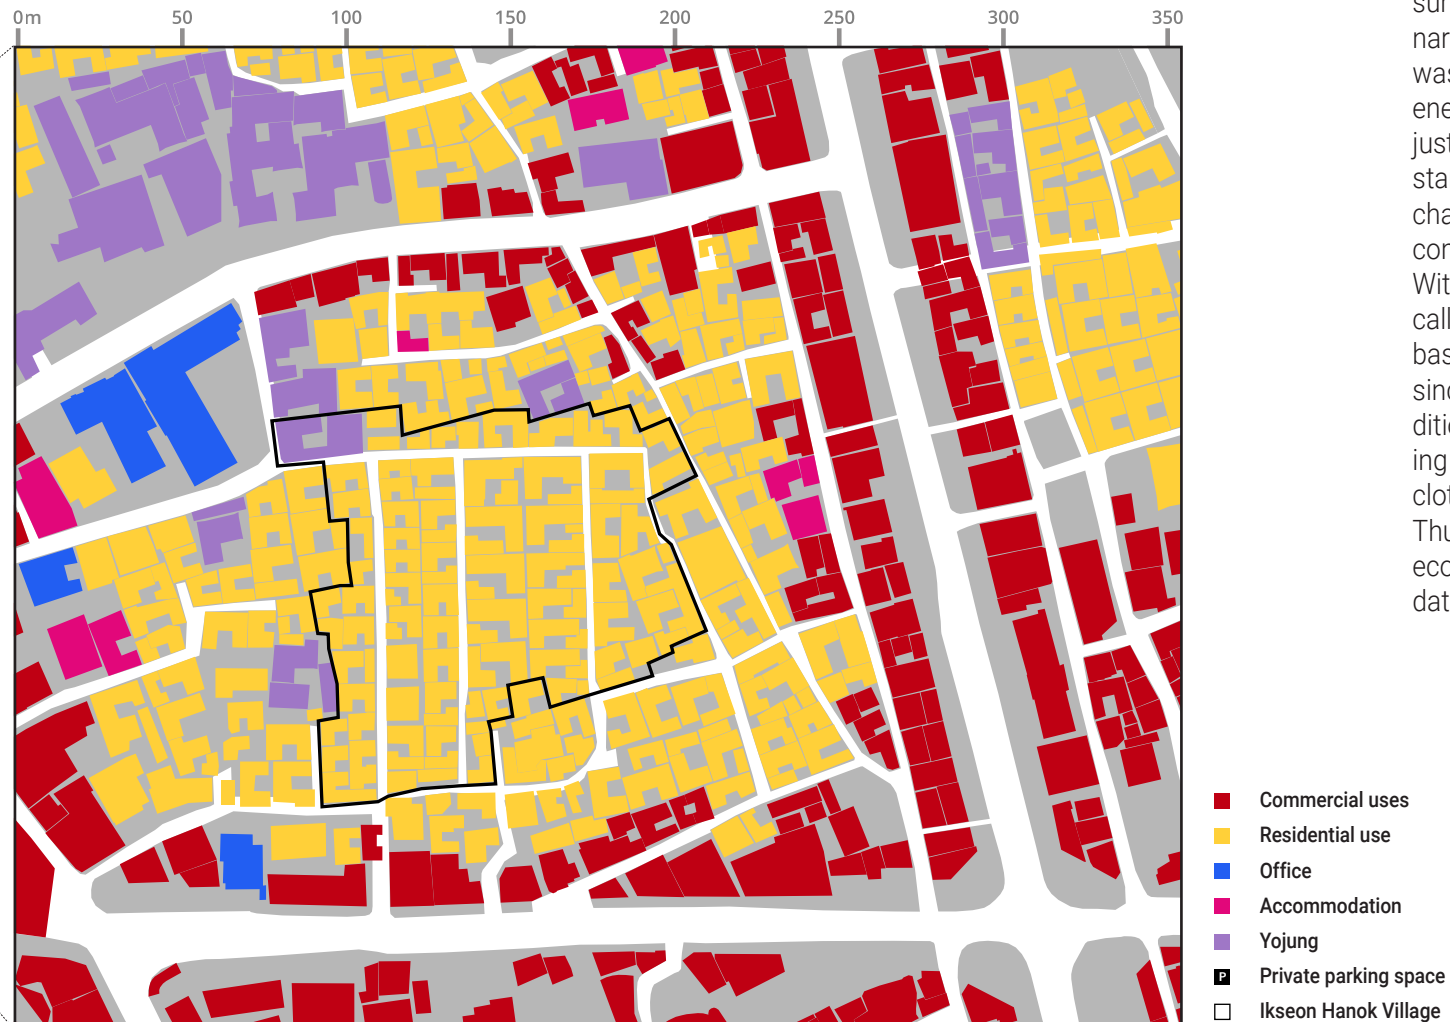 0m 50 100 150 200 250 300 350
Commercial uses
Residential use
Office
Accommodation
Yojung
P Private parking space
Ikseon Hanok Village